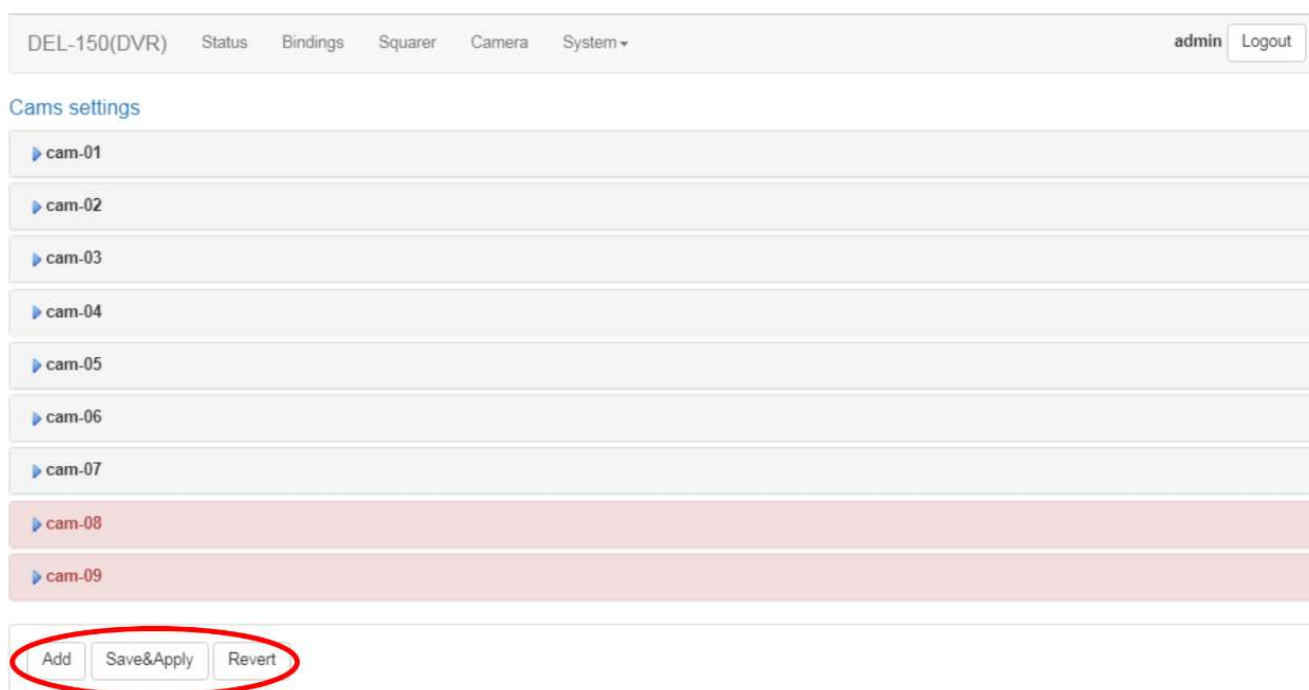 DEL-150(DVR) Status Bindings Squarer Camera System admin Logout
Cams settings
cam-01
cam-02
cam-03
cam-04
cam-05
cam-06
cam-07
cam-08
cam-09
Add Save&Apply Revert